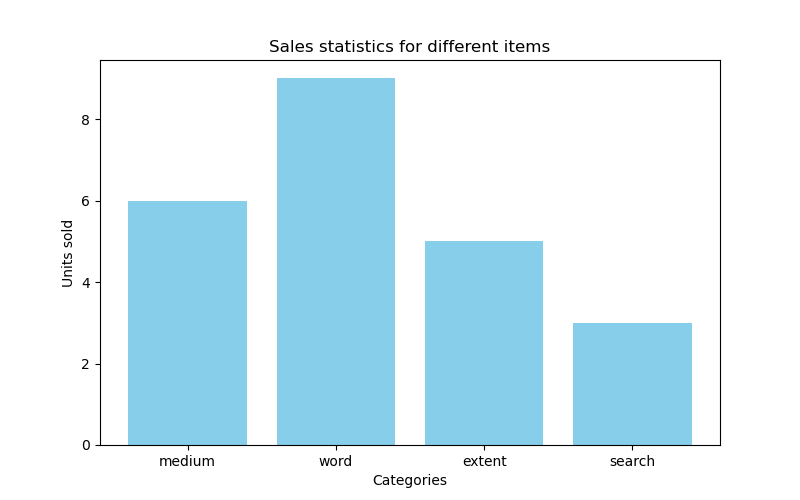 Sales statistics for different items
Units sold
8
6
4
2
0
medium word extent search
Categories